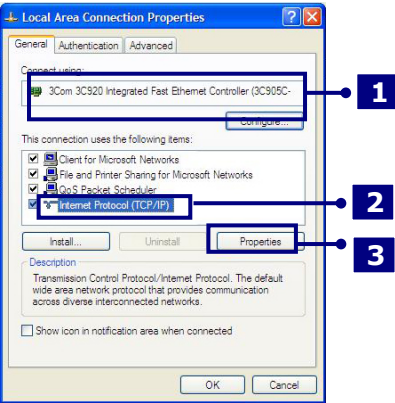 Local Area Connection Properties
General Authentication Advanced
Connect using:
3Com 3C920 Integrated Fast Ethernet Controller (3C905C-
1
Configure...
This connection uses the following items:
Client for Microsoft Networks
File and Printer Sharing for Microsoft Networks
QoS Packet Scheduler
Internet Protocol (TCP/IP)
2
Install... Uninstall Properties
3
Description
Transmission Control Protocol/Internet Protocol. The default
wide area network protocol that provides communication
across diverse interconnected networks.
Show icon in notification area when connected
OK Cancel